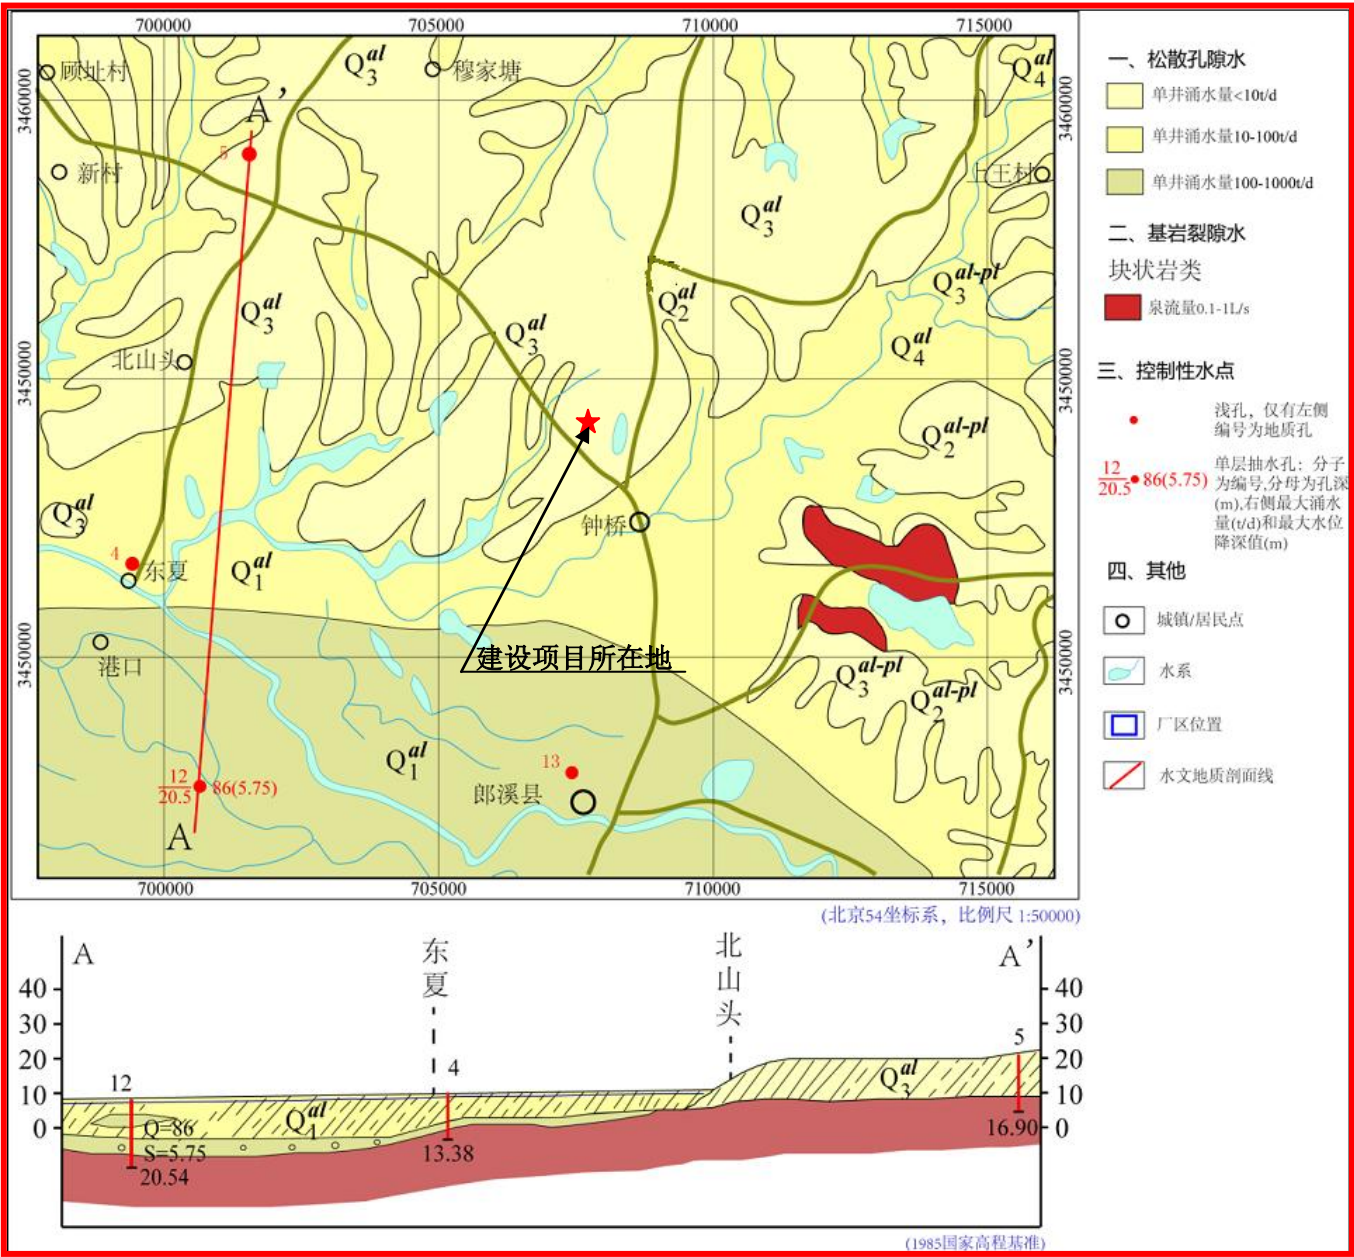 700000
705000
710000
715000
3460000
3450000
3450000
3460000
3450000
3450000
顾址村
Q3al
穆家塘
Q4al
A’
5
新村
上王村
Q3al
Q3al-pl
Q3al
Q2al
Q3al
Q4al
北山头
Q2al-pl
Q3al
钟桥
4
东夏
Q1al
港口
建设项目所在地
Q3al-pl
Q2al-pl
Q1al
13
12
20.5
86(5.75)
郎溪县
A
700000
705000
710000
715000
(北京54坐标系，比例尺 1:50000)
一、松散孔隙水
单井涌水量<10t/d
单井涌水量10-100t/d
单井涌水量100-1000t/d
二、基岩裂隙水
块状岩类
泉流量0.1-1L/s
三、控制性水点
浅孔，仅有左侧
编号为地质孔
12
20.5
86(5.75)
单层抽水孔：分子
为编号,分母为孔深
(m),右侧最大涌水
量(t/d)和最大水位
降深值(m)
四、其他
城镇/居民点
水系
厂区位置
水文地质剖面线
A
东夏
北山头
A’
40
30
20
10
0
40
30
20
10
0
12
4
5
Q3al
Q1al
Q=86
S=5.75
20.54
13.38
16.90
(1985国家高程基准)